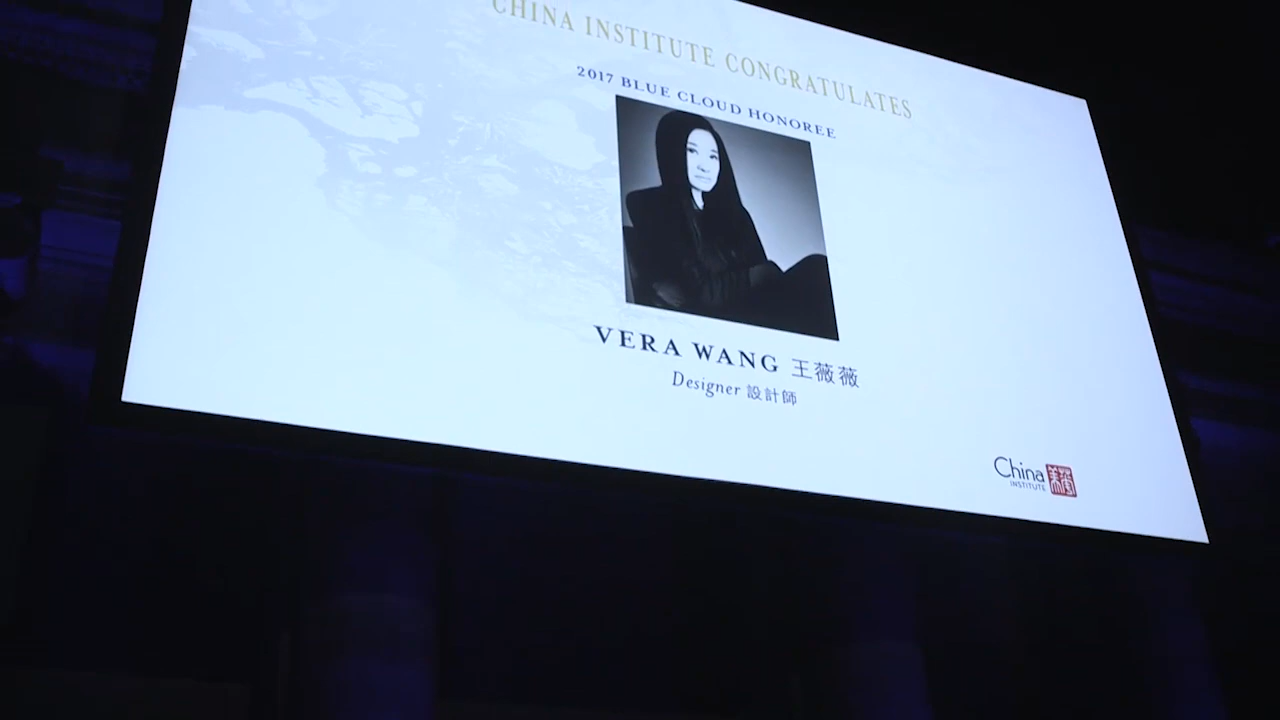 CHINA INSTITUTE CONGRATULATES
2017 BLUE CLOUD HONOREE
VERA WANG 王薇薇
Designer 設計師
China
INSTITUTE